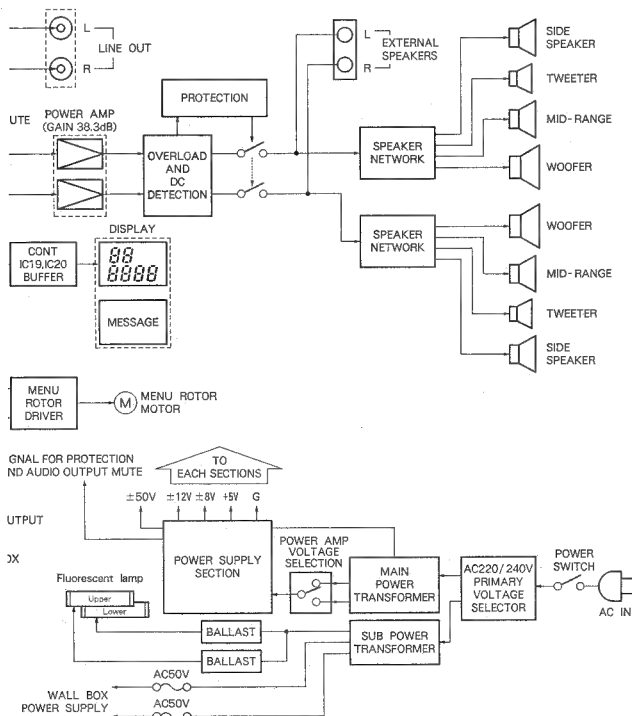 L
LINE OUT
R
L
EXTERNAL
SPEAKERS
R
SIDE
SPEAKER
TWEETER
MID-RANGE
WOOFER
PROTECTION
UTE
POWER AMP
(GAIN 38.3dB)
OVERLOAD
AND
DC
DETECTION
SPEAKER
NETWORK
SPEAKER
NETWORK
WOOFER
MID-RANGE
TWEETER
SIDE
SPEAKER
DISPLAY
CONT
IC19,IC20
BUFFER
88
8888
MESSAGE
MENU
ROTOR
DRIVER
M
MENU ROTOR
MOTOR
GNAL FOR PROTECTION
ND AUDIO OUTPUT MUTE
TO
EACH SECTIONS
±50V ±12V ±8V +5V G
UTPUT
OX
POWER SUPPLY
SECTION
POWER AMP
VOLTAGE
SELECTION
MAIN
POWER
TRANSFORMER
AC220/240V
PRIMARY
VOLTAGE
SELECTOR
POWER
SWITCH
AC IN
Fluorescent lamp
Upper
Lower
BALLAST
BALLAST
SUB POWER
TRANSFORMER
AC50V
WALL BOX
POWER SUPPLY
AC50V